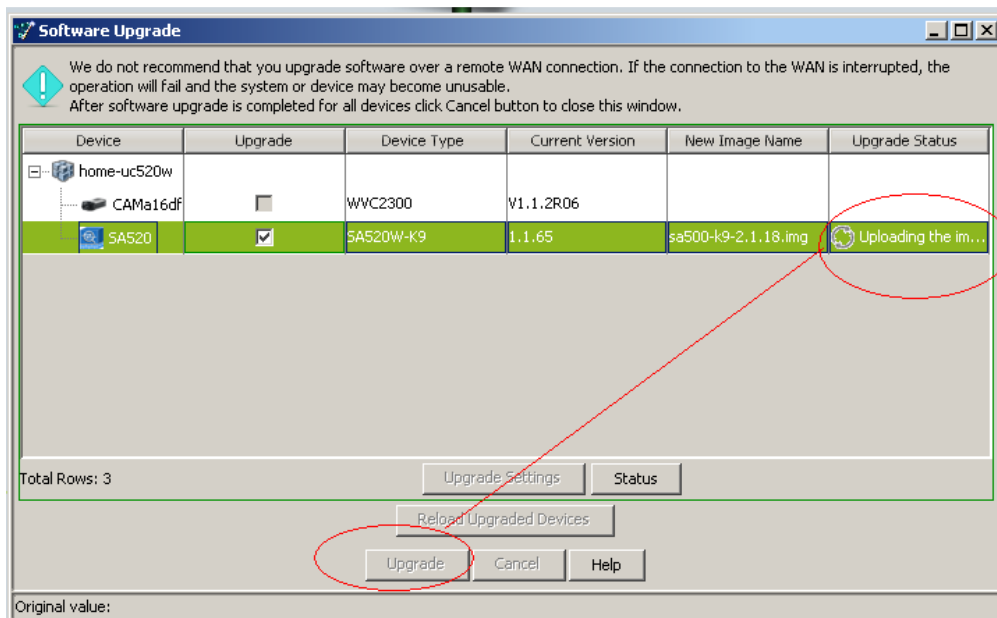 Software Upgrade
We do not recommend that you upgrade software over a remote WAN connection. If the connection to the WAN is interrupted, the
operation will fail and the system or device may become unusable.
After software upgrade is completed for all devices click Cancel button to close this window.
Device Upgrade Device Type Current Version New Image Name Upgrade Status
home-uc520w
CAMa16df WVC2300 V1.1.2R06
SA520 SA520W-K9 1.1.65 sa500-k9-2.1.18.img Uploading the im...
Total Rows: 3 Upgrade Settings Status
Reload Upgraded Devices
Upgrade Cancel Help
Original value: